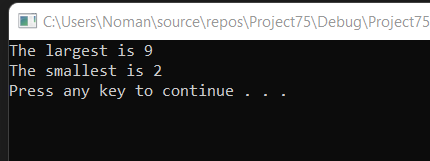 C:\Users\Noman\source\repos\Project75\Debug\Project75
The largest is 9
The smallest is 2
Press any key to continue . . .